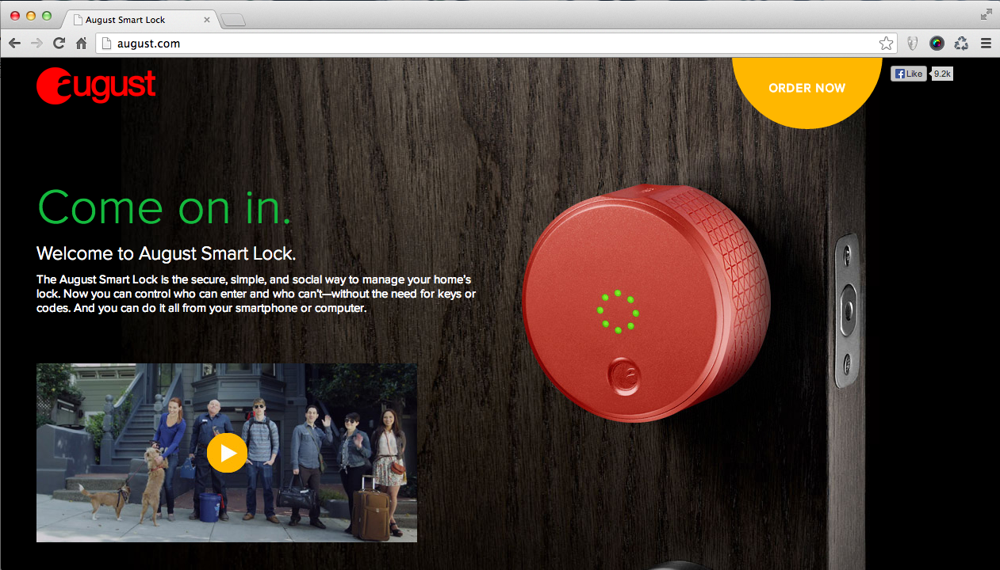 August Smart Lock
august.com
august
ORDER NOW
Like
9.2k
Come on in.
Welcome to August Smart Lock.
The August Smart Lock is the secure, simple, and social way to manage your home's
lock. Now you can control who can enter and who can't—without the need for keys or
codes. And you can do it all from your smartphone or computer.